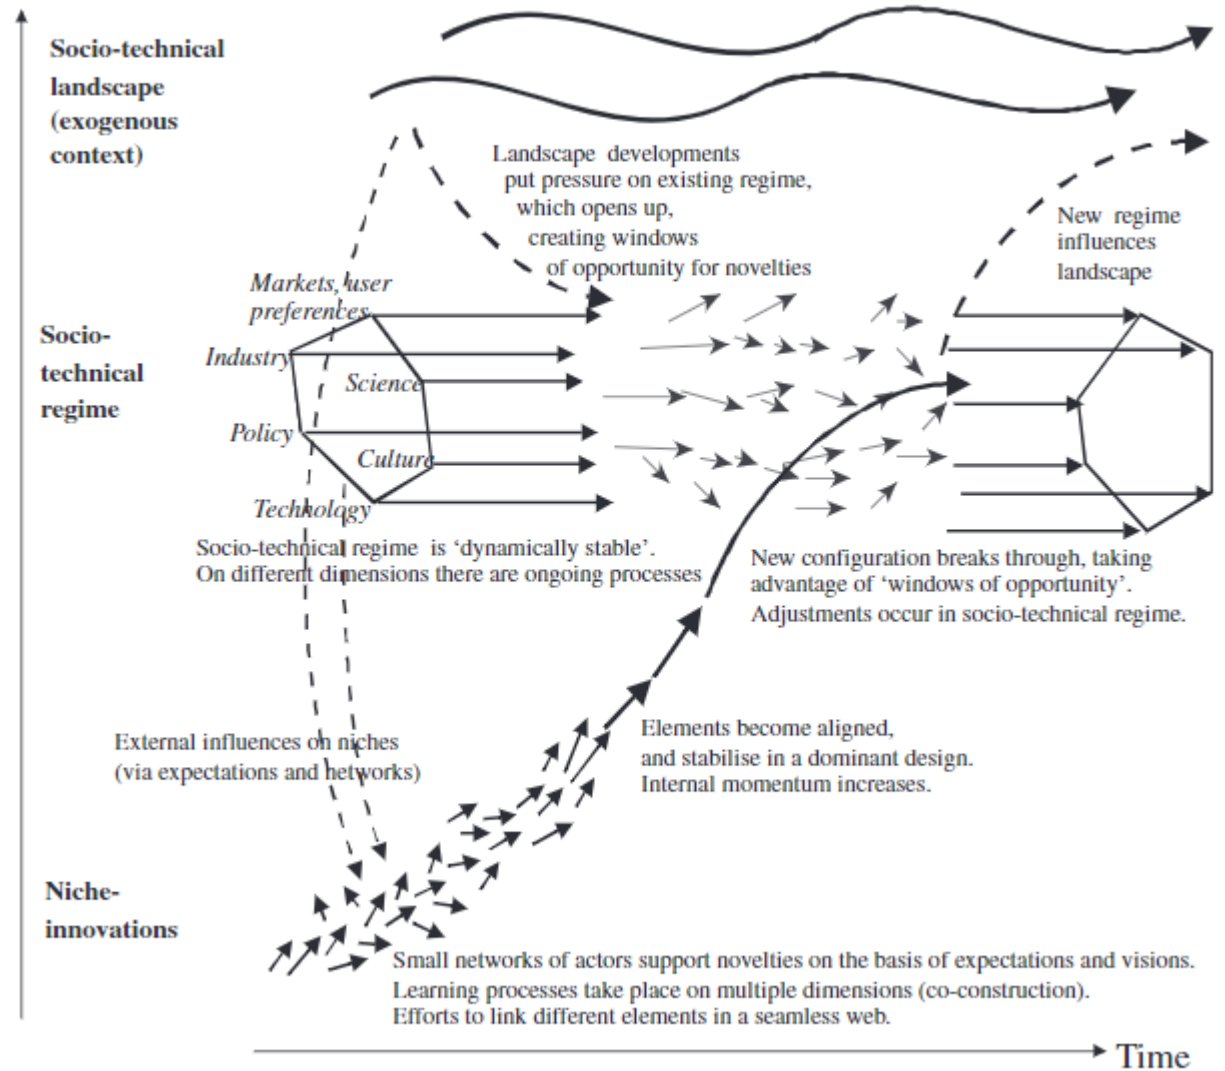 Socio-technical
landscape
(exogenous
context)
Landscape developments
put pressure on existing regime,
which opens up,
creating windows
of opportunity for novelties
New regime
influences
landscape
Markets, user
preferences
Socio-
technical
regime
Industry
Science
Policy
Culture
Technology
Socio-technical regime is ‘dynamically stable’.
On different dimensions there are ongoing processes
New configuration breaks through, taking
advantage of ‘windows of opportunity’.
Adjustments occur in socio-technical regime.
External influences on niches
(via expectations and networks)
Elements become aligned,
and stabilise in a dominant design.
Internal momentum increases.
Niche-
innovations
Small networks of actors support novelties on the basis of expectations and visions.
Learning processes take place on multiple dimensions (co-construction).
Efforts to link different elements in a seamless web.
Time